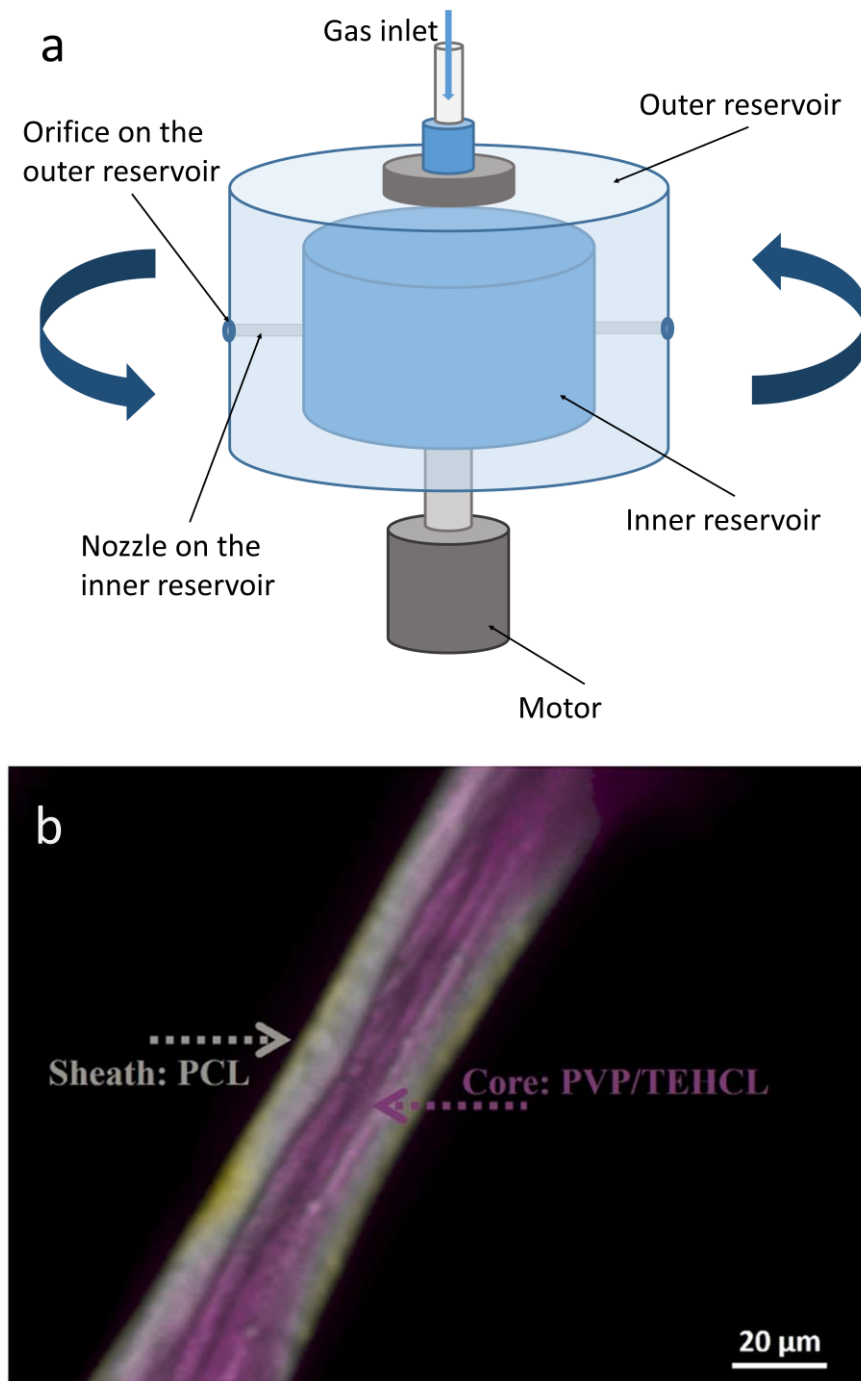 a
Gas inlet
Outer reservoir
Orifice on the
outer reservoir
Inner reservoir
Nozzle on the
inner reservoir
Motor
b
Sheath: PCL
Core: PVP/TEHCL
20 μm